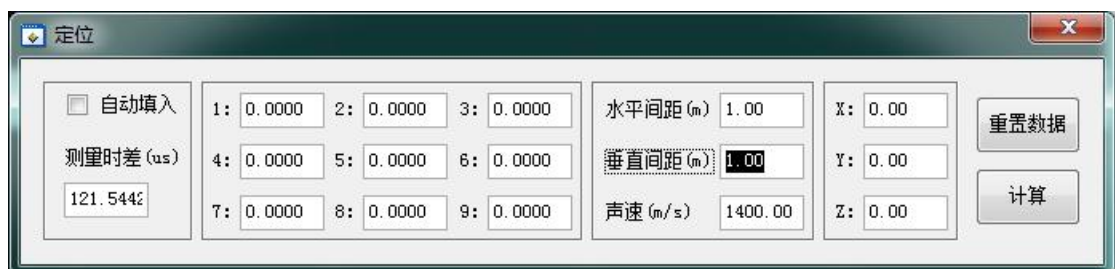 定位
自动填入
测量时差(us)
121.5442
1: 0.0000 2: 0.0000 3: 0.0000
4: 0.0000 5: 0.0000 6: 0.0000
7: 0.0000 8: 0.0000 9: 0.0000
水平间距(m) 1.00
垂直间距(m) 1.00
声速(m/s) 1400.00
X: 0.00
Y: 0.00
Z: 0.00
重置数据
计算